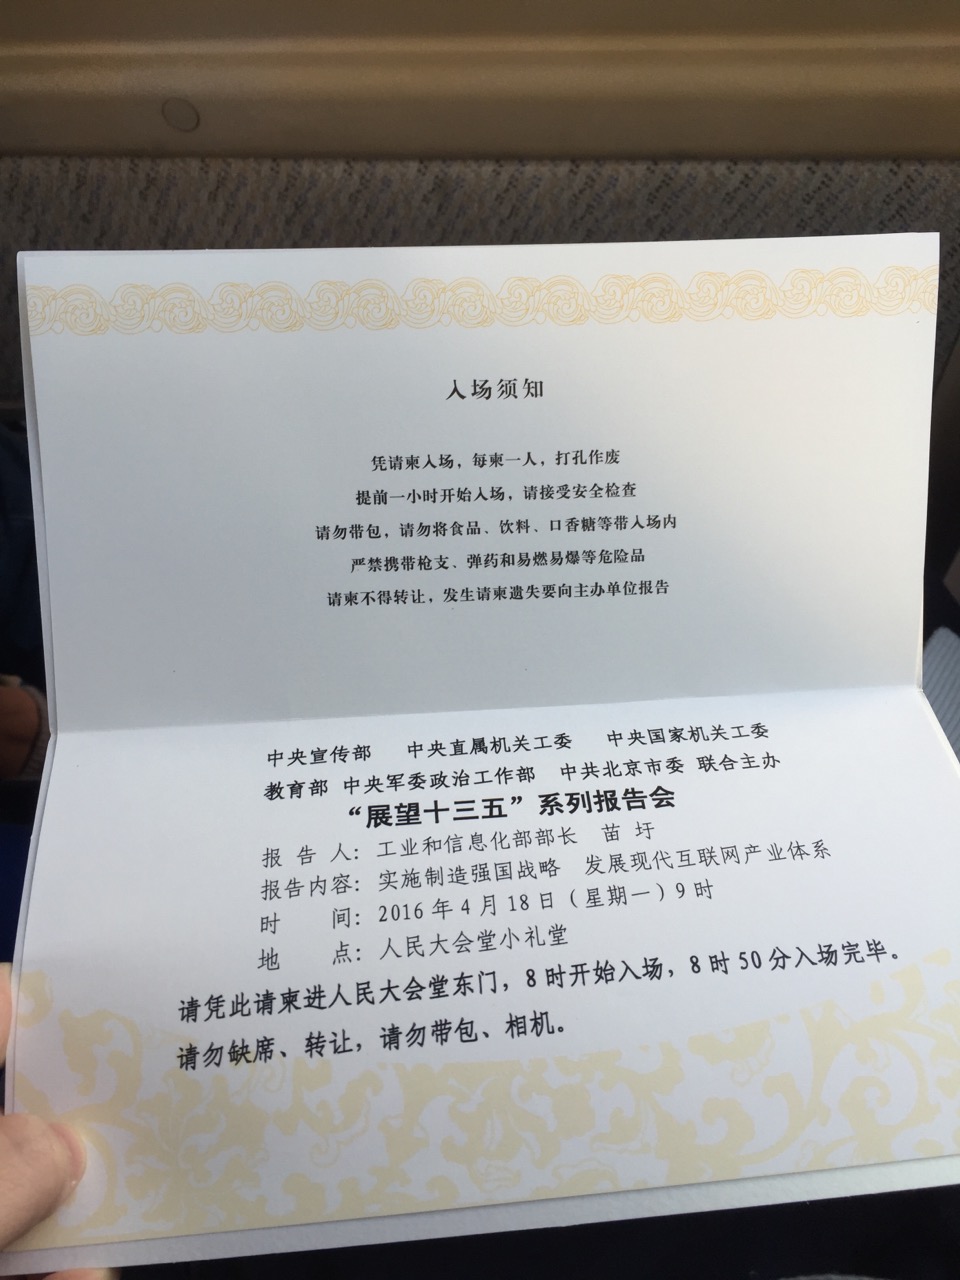 入场须知
凭请柬入场，每柬一人，打孔作废
提前一小时开始入场，请接受安全检查
请勿带包，请勿将食品、饮料、口香糖等带入场内
严禁携带枪支、弹药和易燃易爆等危险品
请柬不得转让，发生请柬遗失要向主办单位报告
中央宣传部 中央直属机关工委 中央国家机关工委
教育部 中央军委政治工作部 中共北京市委 联合主办
“展望十三五”系列报告会
报 告 人：工业和信息化部部长 苗 圩
报告内容：实施制造强国战略 发展现代互联网产业体系
时 间：2016年4月18日（星期一）9时
地 点：人民大会堂小礼堂
请凭此请柬进人民大会堂东门，8时开始入场，8时50分入场完毕。
请勿缺席、转让，请勿带包、相机。